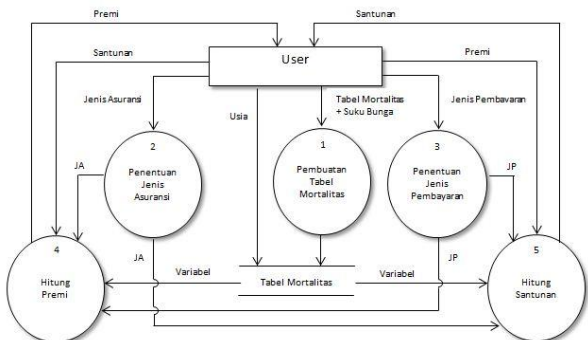 Premi
Santunan
Santunan
User
Premi
Jenis Asuransi
Usia
Tabel Mortalitas
+ Suku Bunga
Jenis Pembayaran
2
Penentuan
Jenis
Asuransi
1
Pembuatan
Tabel
Mortalitas
3
Penentuan
Jenis
Pembayaran
JA
JP
4
Hitung
Premi
JA
Variabel
Tabel Mortalitas
Variabel
JP
5
Hitung
Santunan